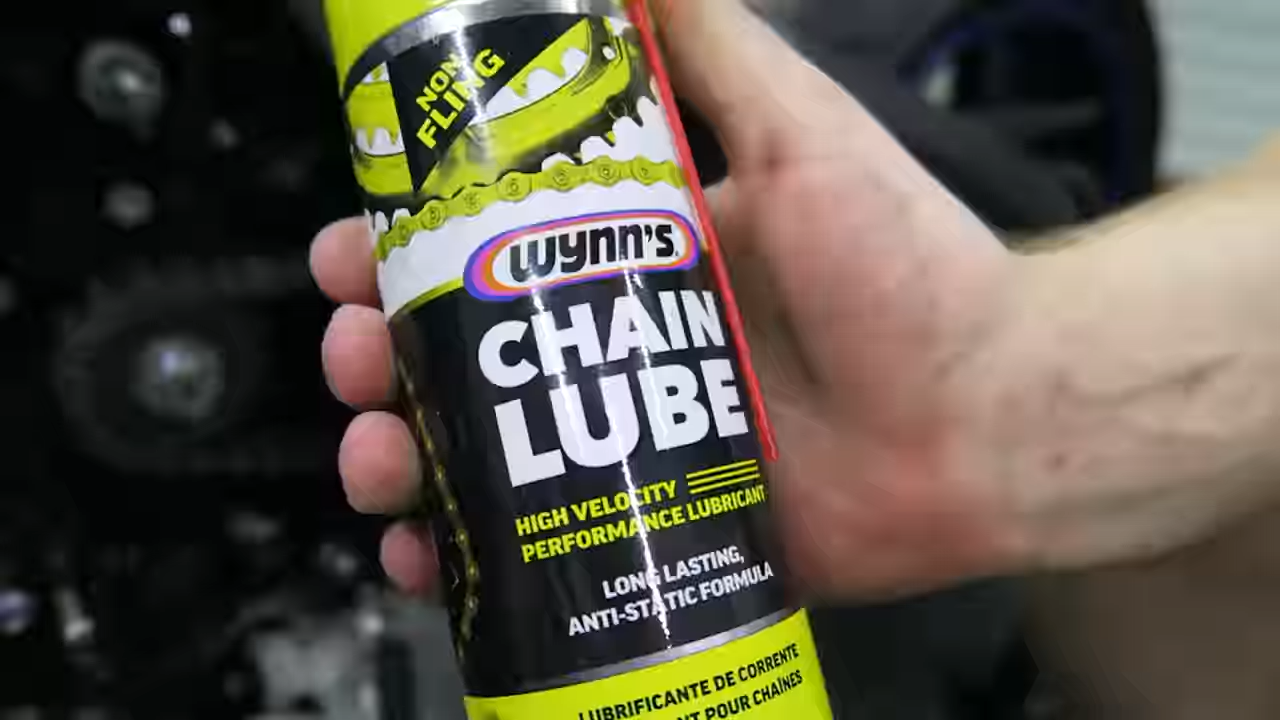 NON
FLING
WYNN'S
CHAIN
LUBE
HIGH VELOCITY
PERFORMANCE LUBRICANT
LONG LASTING,
ANTI-STATIC FORMULA
LUBRIFICANTE DE CORRENTE
POUR CHAÎNES